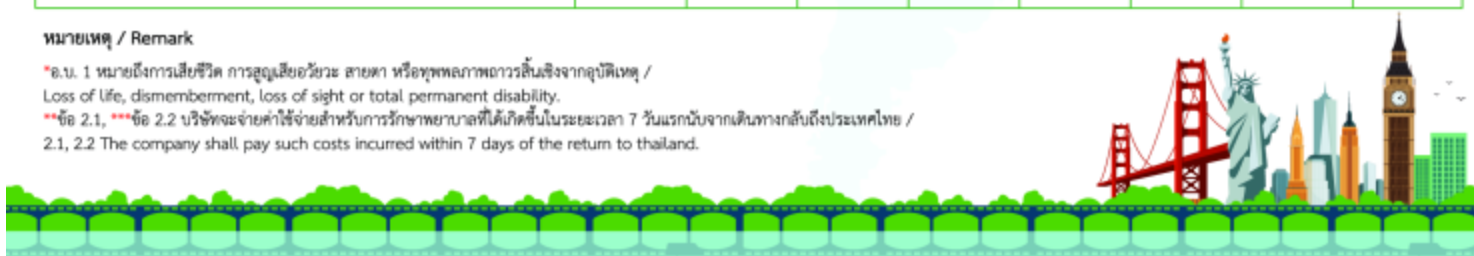 หมายเหตุ / Remark
*อ.บ. 1 หมายถึงการเสียชีวิต การสูญเสียอวัยวะ สายตา หรือทุพพลภาพถาวรสิ้นเชิงจากอุบัติเหตุ /
Loss of life, dismemberment, loss of sight or total permanent disability.
**ข้อ 2.1, ***ข้อ 2.2 บริษัทจะจ่ายค่าใช้จ่ายสำหรับการรักษาพยาบาลที่ได้เกิดขึ้นในระยะเวลา 7 วันแรกนับจากเดินทางกลับถึงประเทศไทย /
2.1, 2.2 The company shall pay such costs incurred within 7 days of the return to thailand.